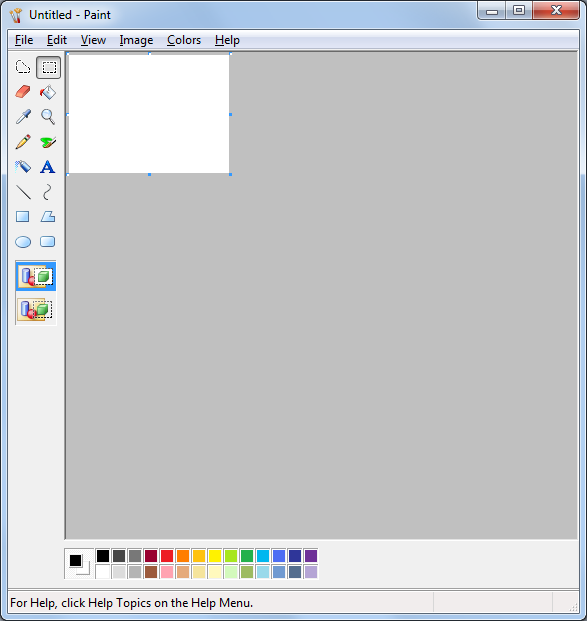 Untitled - Paint
File Edit View Image Colors Help
A
For Help, click Help Topics on the Help Menu.